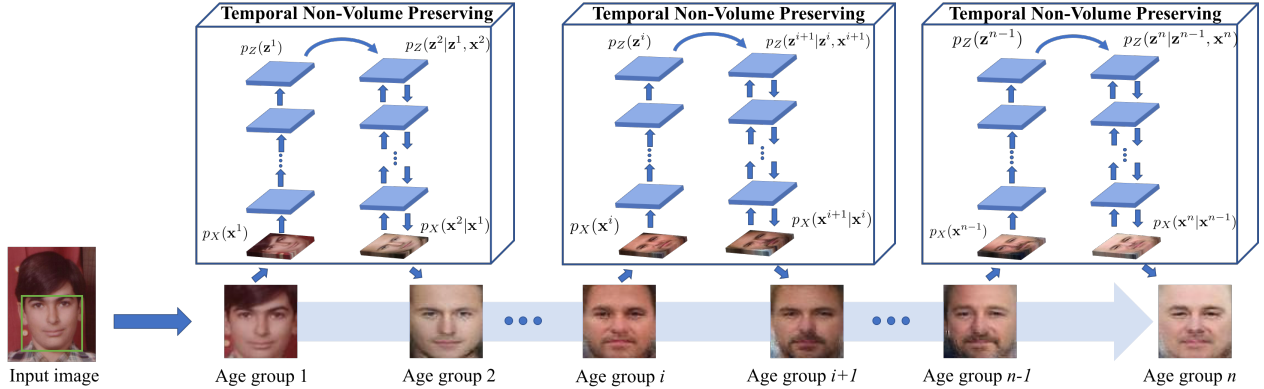 Temporal Non-Volume Preserving
Temporal Non-Volume Preserving
Temporal Non-Volume Preserving
p_Z(z^1)
p_Z(z^2|z^1, x^2)
p_Z(z^i)
p_Z(z^{i+1}|z^i, x^{i+1})
p_Z(z^{n−1})
p_Z(z^n|z^{n−1}, x^n)
p_X(x^1)
p_X(x^2|x^1)
p_X(x^i)
p_X(x^{i+1}|x^i)
p_X(x^{n−1})
p_X(x^n|x^{n−1})
Input image
Age group 1
Age group 2
Age group i
Age group i+1
Age group n-1
Age group n